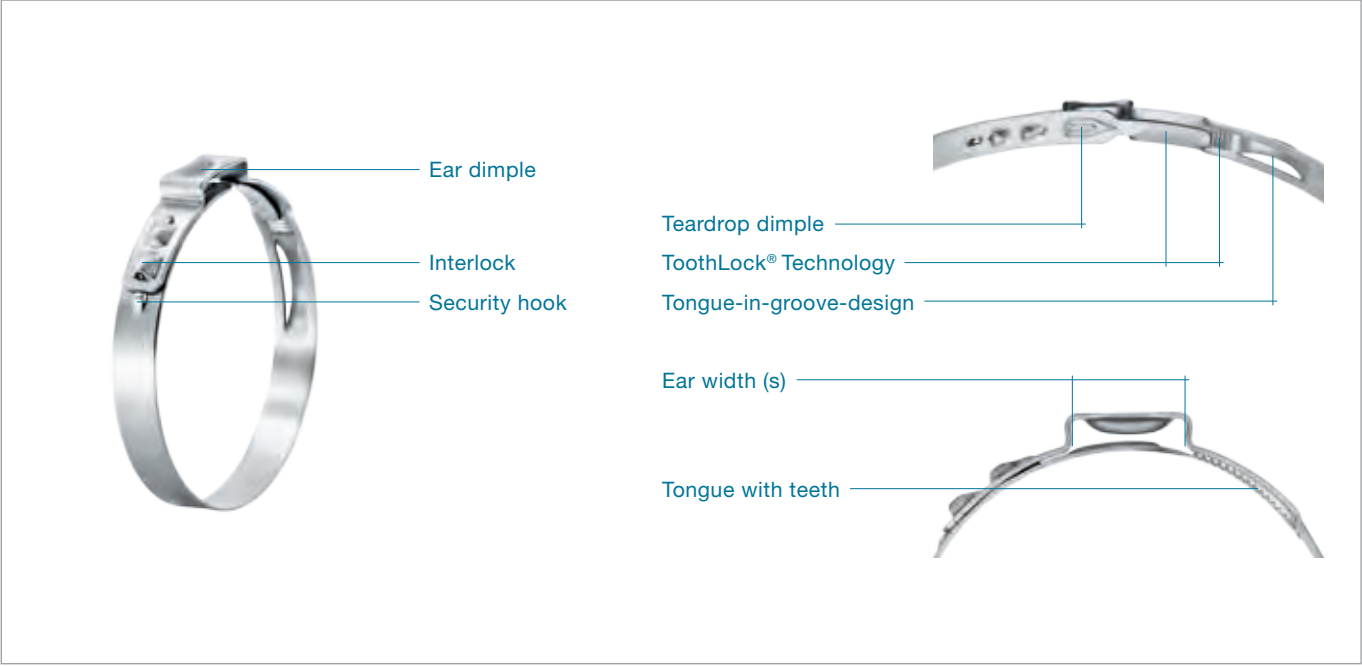 Ear dimple
Interlock
Security hook
Teardrop dimple
ToothLock® Technology
Tongue-in-groove-design
Ear width (s)
Tongue with teeth